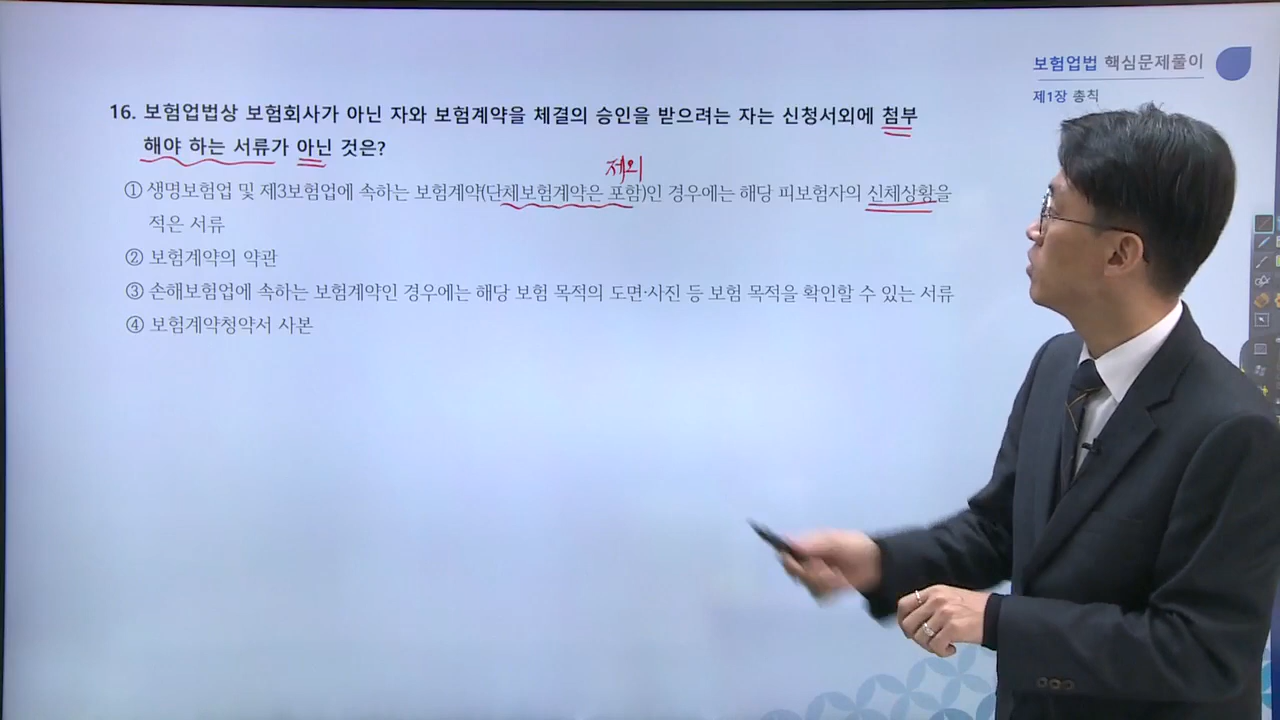 보험업법 핵심문제풀이
제1장 총칙
16. 보험업법상 보험회사가 아닌 자와 보험계약을 체결의 승인을 받으려는 자는 신청서외에 첨부
해야 하는 서류가 아닌 것은?
제외
① 생명보험업 및 제3보험업에 속하는 보험계약(단체보험계약은 포함)인 경우에는 해당 피보험자의 신체상황을
적은 서류
② 보험계약의 약관
③ 손해보험업에 속하는 보험계약인 경우에는 해당 보험 목적의 도면·사진 등 보험 목적을 확인할 수 있는 서류
④ 보험계약청약서 사본